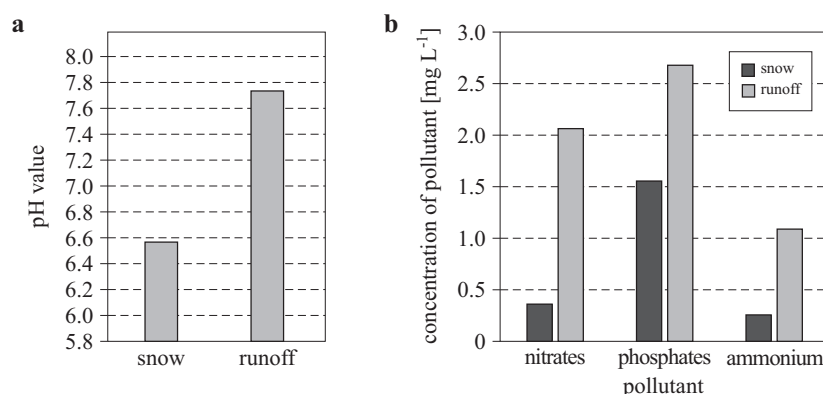 a
pH value
8.0
7.8
7.6
7.4
7.2
7.0
6.8
6.6
6.4
6.2
6.0
5.8
snow runoff
b
concentration of pollutant [mg L⁻¹]
3.0
2.5
2.0
1.5
1.0
0.5
0
snow
runoff
nitrates phosphates ammonium
pollutant